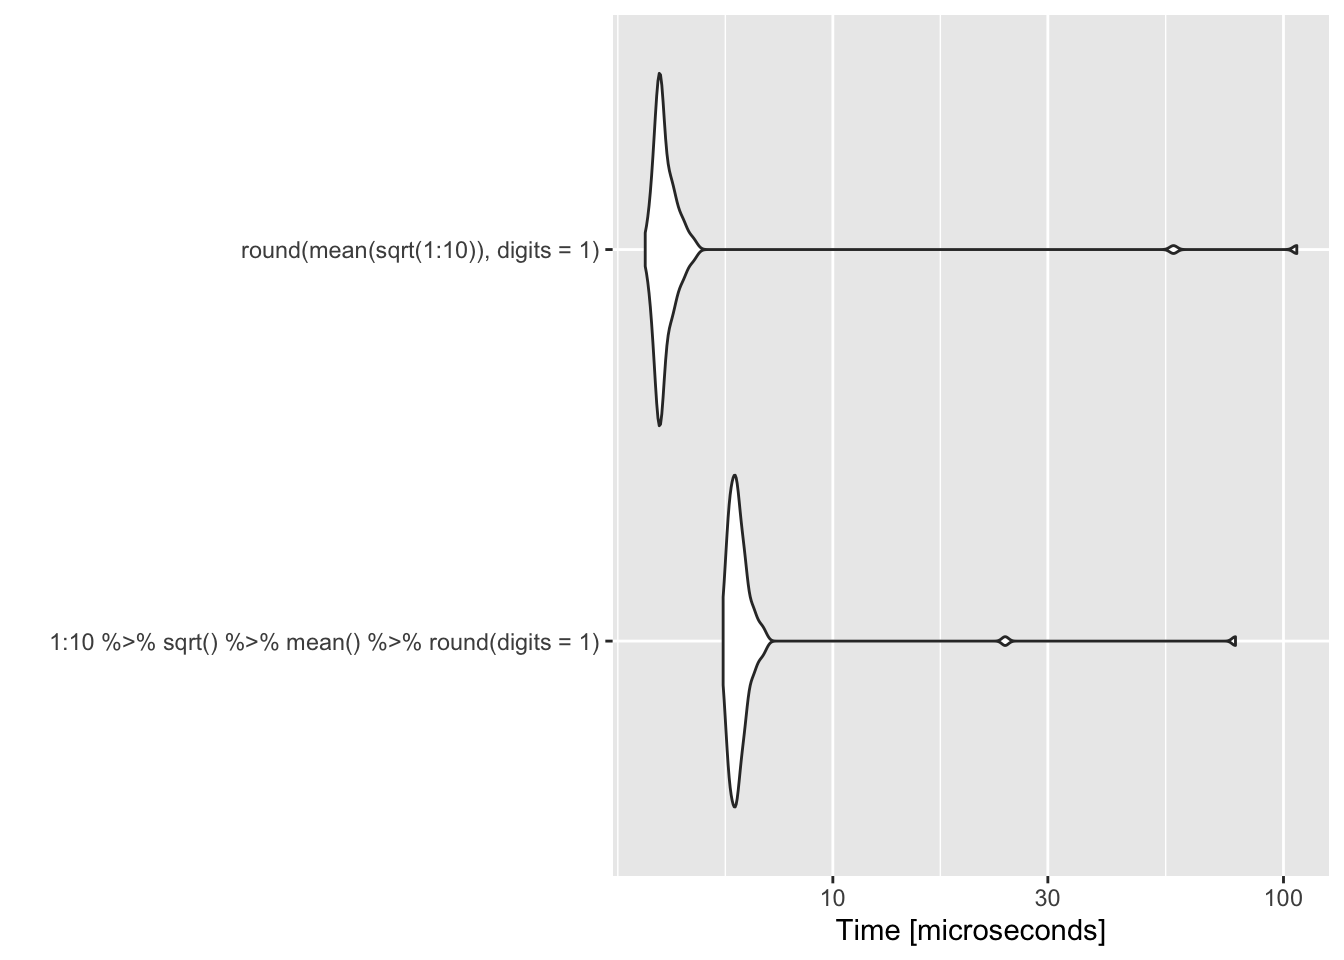 round(mean(sqrt(1:10)), digits = 1)
1:10 %>% sqrt() %>% mean() %>% round(digits = 1)
10 30 100
Time [microseconds]